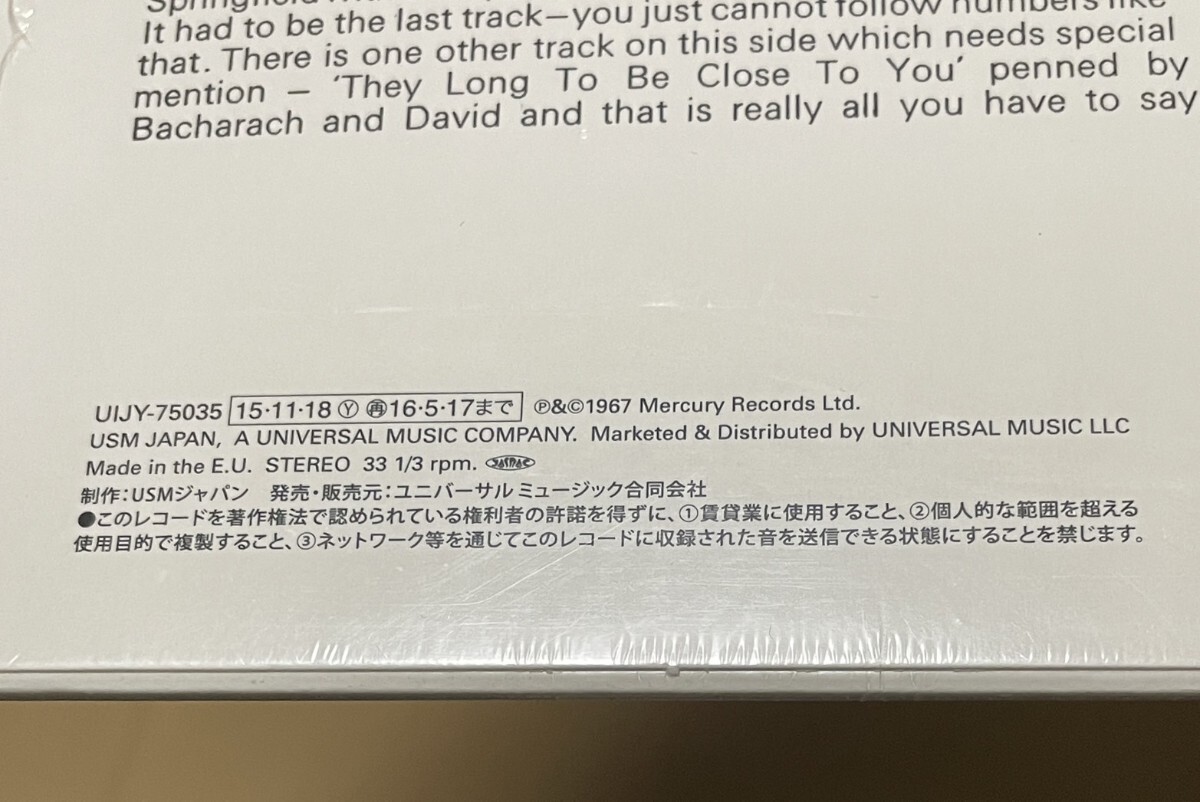 Springfield
It had to be the last track—you just cannot follow numbers like
that. There is one other track on this side which needs special
mention – 'They Long To Be Close To You' penned by
Bacharach and David and that is really all you have to say
UIJY-75035 15·11·18 Ⓨ ㊢16·5·17まで ℗&©1967 Mercury Records Ltd.
USM JAPAN, A UNIVERSAL MUSIC COMPANY. Marketed & Distributed by UNIVERSAL MUSIC LLC
Made in the E.U. STEREO 33 1/3 rpm. JASRAC
制作:USMジャパン 発売・販売元:ユニバーサル ミュージック合同会社
●このレコードを著作権法で認められている権利者の許諾を得ずに、①賃貸業に使用すること、②個人的な範囲を超える
使用目的で複製すること、③ネットワーク等を通じてこのレコードに収録された音を送信できる状態にすることを禁じます。